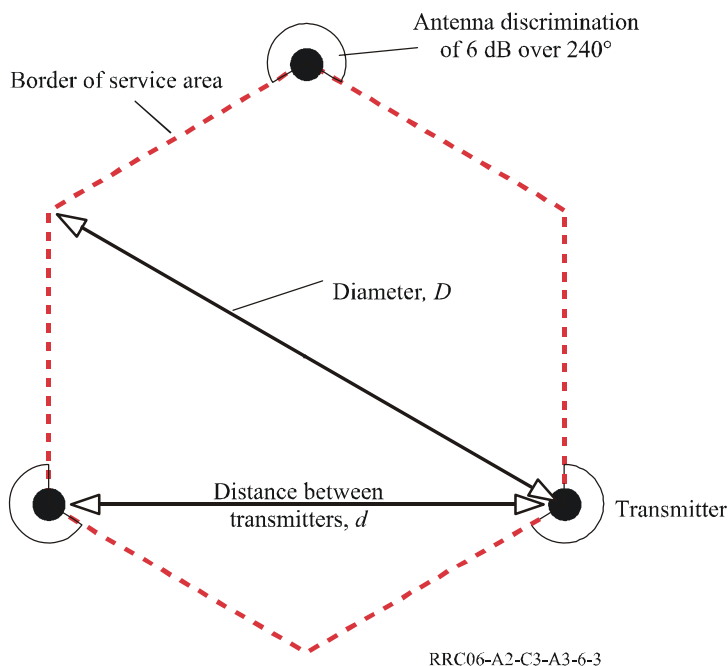 Antenna discrimination
of 6 dB over 240°
Border of service area
Diameter, D
Distance between
transmitters, d
Transmitter
RRC06-A2-C3-A3-6-3